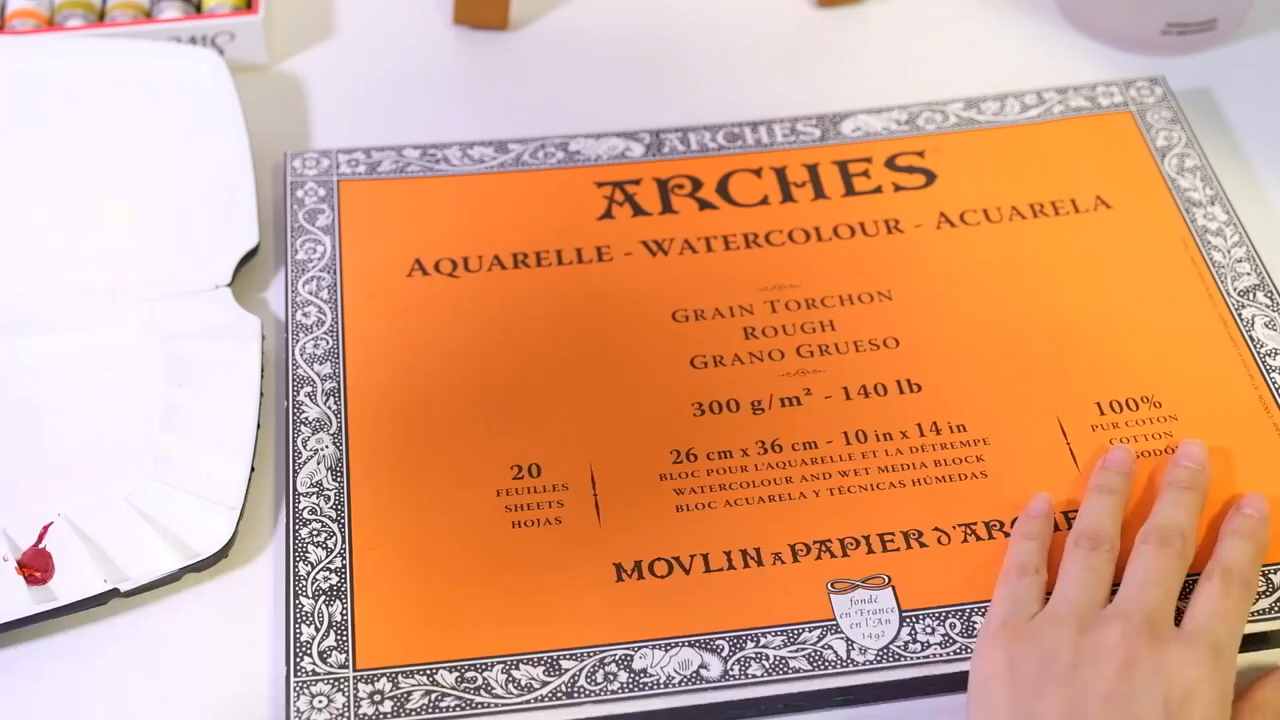 ARCHES
ARCHES
AQUARELLE - WATERCOLOUR - ACUARELA
GRAIN TORCHON
ROUGH
GRANO GRUESO
300 g/m² - 140 lb
26 cm x 36 cm - 10 in x 14 in
BLOC POUR L'AQUARELLE ET LA DÉTREMPE
WATERCOLOUR AND WET MEDIA BLOCK
BLOC ACUARELA Y TÉCNICAS HÚMEDAS
20
FEUILLES
SHEETS
HOJAS
100%
PUR COTON
COTTON
MOVLIN A PAPIER D'ARCHE
fondé
en France
en l'An
1492